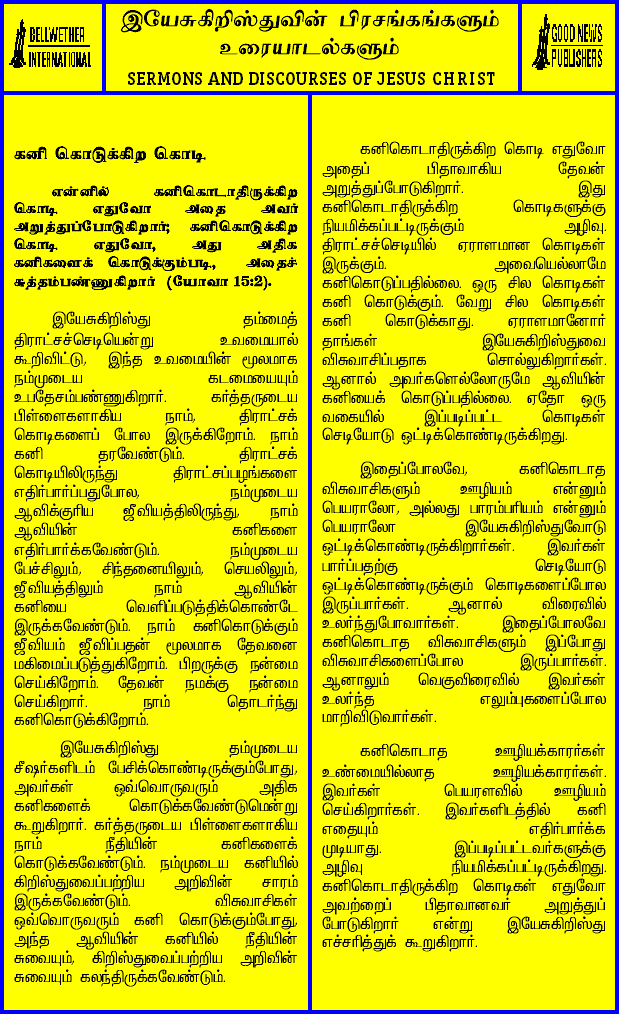 BELLWETHER
INTERNATIONAL
இயேசுகிறிஸ்துவின் பிரசங்கங்களும்
உரையாடல்களும்
SERMONS AND DISCOURSES OF JESUS CHRIST
GOOD NEWS
PUBLISHERS
கனி கொடுக்கிற கொடி.
என்னில் கனிகொடாதிருக்கிற
கொடி எதுவோ அதை அவர்
அறுத்துப்போடுகிறார்; கனிகொடுக்கிற
கொடி எதுவோ, அது அதிக
கனிகளைக் கொடுக்கும்படி, அதைச்
சுத்தம்பண்ணுகிறார் (யோவா 15:2).
இயேசுகிறிஸ்து தம்மைத்
திராட்சச்செடியென்று உவமையால்
கூறிவிட்டு, இந்த உவமையின் மூலமாக
நம்முடைய கடமையையும்
உபதேசம்பண்ணுகிறார். கர்த்தருடைய
பிள்ளைகளாகிய நாம், திராட்சக்
கொடிகளைப் போல இருக்கிறோம். நாம்
கனி தரவேண்டும். திராட்சக்
கொடியிலிருந்து திராட்சப்பழங்களை
எதிர்பார்ப்பதுபோல, நம்முடைய
ஆவிக்குரிய ஜீவியத்திலிருந்து, நாம்
ஆவியின் கனிகளை
எதிர்பார்க்கவேண்டும். நம்முடைய
பேச்சிலும், சிந்தனையிலும், செயலிலும்,
ஜீவியத்திலும் நாம் ஆவியின்
கனியை வெளிப்படுத்திக்கொண்டே
இருக்கவேண்டும். நாம் கனிகொடுக்கும்
ஜீவியம் ஜீவிப்பதன் மூலமாக தேவனை
மகிமைப்படுத்துகிறோம். பிறருக்கு நன்மை
செய்கிறோம். தேவன் நமக்கு நன்மை
செய்கிறார். நாம் தொடர்ந்து
கனிகொடுக்கிறோம்.
இயேசுகிறிஸ்து தம்முடைய
சீஷர்களிடம் பேசிக்கொண்டிருக்கும்போது,
அவர்கள் ஒவ்வொருவரும் அதிக
கனிகளைக் கொடுக்கவேண்டுமென்று
கூறுகிறார். கர்த்தருடைய பிள்ளைகளாகிய
நாம் நீதியின் கனிகளைக்
கொடுக்கவேண்டும். நம்முடைய கனியில்
கிறிஸ்துவைப்பற்றிய அறிவின் சாரம்
இருக்கவேண்டும். விசுவாசிகள்
ஒவ்வொருவரும் கனி கொடுக்கும்போது,
அந்த ஆவியின் கனியில் நீதியின்
சுவையும், கிறிஸ்துவைப்பற்றிய அறிவின்
சுவையும் கலந்திருக்கவேண்டும்.
கனிகொடாதிருக்கிற கொடி எதுவோ
அதைப் பிதாவாகிய தேவன்
அறுத்துப்போடுகிறார். இது
கனிகொடாதிருக்கிற கொடிகளுக்கு
நியமிக்கப்பட்டிருக்கும் அழிவு.
திராட்சச்செடியில் ஏராளமான கொடிகள்
இருக்கும். அவையெல்லாமே
கனிகொடுப்பதில்லை. ஒரு சில கொடிகள்
கனி கொடுக்கும். வேறு சில கொடிகள்
கனி கொடுக்காது. ஏராளமானோர்
தாங்கள் இயேசுகிறிஸ்துவை
விசுவாசிப்பதாக சொல்லுகிறார்கள்.
ஆனால் அவர்களெல்லோருமே ஆவியின்
கனியைக் கொடுப்பதில்லை. ஏதோ ஒரு
வகையில் இப்படிப்பட்ட கொடிகள்
செடியோடு ஒட்டிக்கொண்டிருக்கிறது.
இதைப்போலவே, கனிகொடாத
விசுவாசிகளும் ஊழியம் என்னும்
பெயராலோ, அல்லது பாரம்பரியம் என்னும்
பெயராலோ இயேசுகிறிஸ்துவோடு
ஒட்டிக்கொண்டிருக்கிறார்கள். இவர்கள்
பார்ப்பதற்கு செடியோடு
ஒட்டிக்கொண்டிருக்கும் கொடிகளைப்போல
இருப்பார்கள். ஆனால் விரைவில்
உலர்ந்துபோவார்கள். இதைப்போலவே
கனிகொடாத விசுவாசிகளும் இப்போது
விசுவாசிகளைப்போல இருப்பார்கள்.
ஆனாலும் வெகுவிரைவில் இவர்கள்
உலர்ந்த எலும்புகளைப்போல
மாறிவிடுவார்கள்.
கனிகொடாத ஊழியக்காரர்கள்
உண்மையில்லாத ஊழியக்காரர்கள்.
இவர்கள் பெயரளவில் ஊழியம்
செய்கிறார்கள். இவர்களிடத்தில் கனி
எதையும் எதிர்பார்க்க
முடியாது. இப்படிப்பட்டவர்களுக்கு
அழிவு நியமிக்கப்பட்டிருக்கிறது.
கனிகொடாதிருக்கிற கொடிகள் எதுவோ
அவற்றைப் பிதாவானவர் அறுத்துப்
போடுகிறார் என்று இயேசுகிறிஸ்து
எச்சரித்துக் கூறுகிறார்.